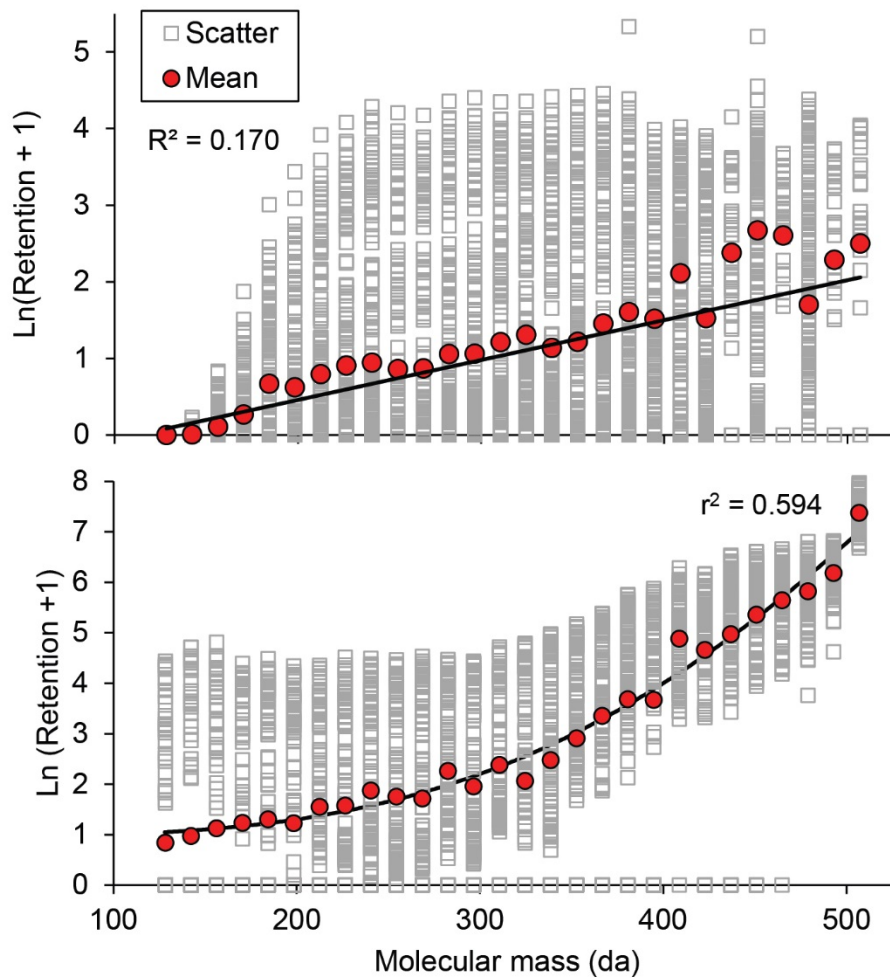 5
4
3
2
1
0
Ln(Retention + 1)
Scatter
Mean
R² = 0.170
8
7
6
5
4
3
2
1
0
Ln (Retention +1)
r² = 0.594
100
200
300
400
500
Molecular mass (da)